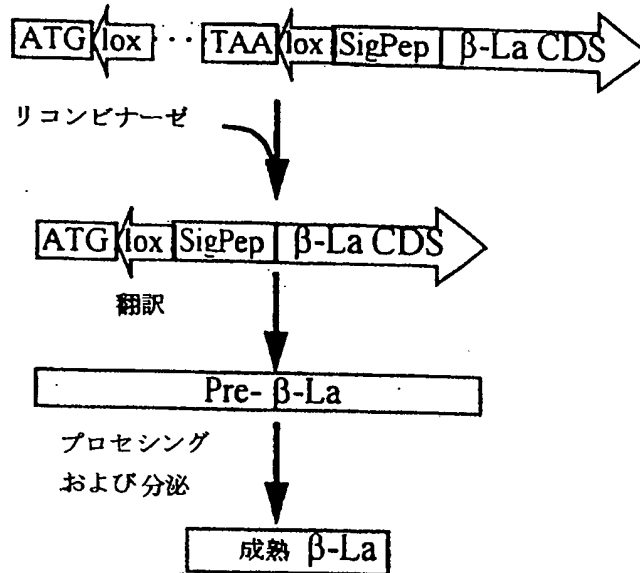 ATG lox ・・ TAA lox SigPep β-La CDS
リコンビナーゼ
ATG lox SigPep β-La CDS
翻訳
Pre- β-La
プロセシング
および分泌
成熟 β-La